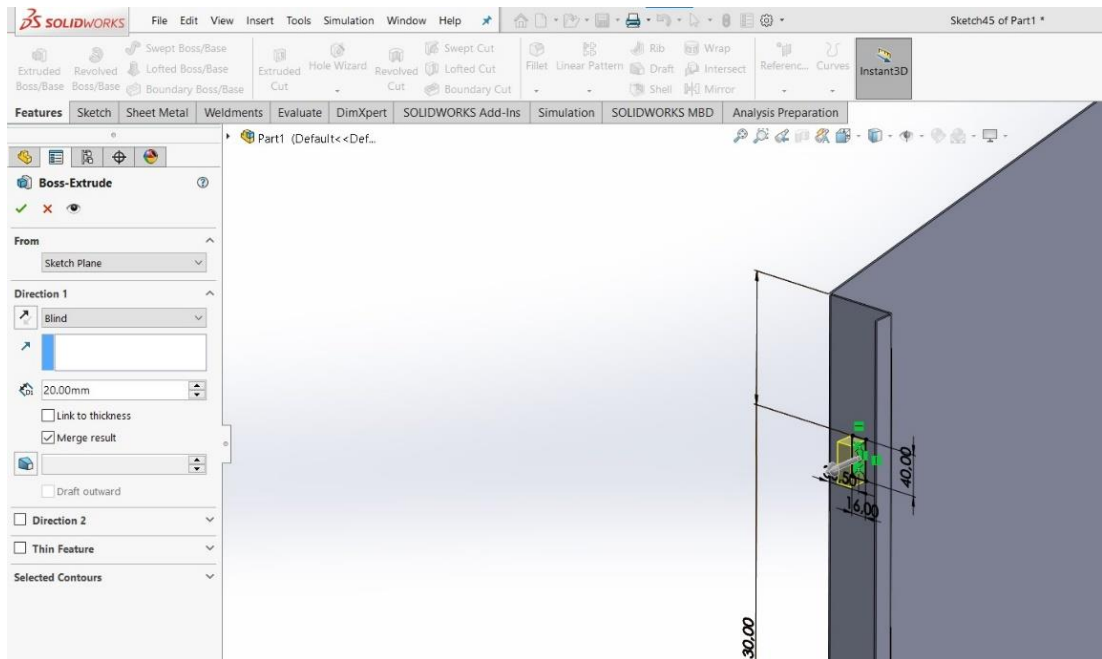 SOLIDWORKS File Edit View Insert Tools Simulation Window Help Sketch45 of Part1 *
Extruded Boss/Base
Revolved Boss/Base
Swept Boss/Base
Lofted Boss/Base
Boundary Boss/Base
Extruded Cut
Hole Wizard
Revolved Cut
Swept Cut
Lofted Cut
Boundary Cut
Fillet
Linear Pattern
Rib
Draft
Shell
Wrap
Intersect
Mirror
Referenc...
Curves
Instant3D
Features Sketch Sheet Metal Weldments Evaluate DimXpert SOLIDWORKS Add-Ins Simulation SOLIDWORKS MBD Analysis Preparation
Part1 (Default<<Def...
Boss-Extrude
From
Sketch Plane
Direction 1
Blind
20.00mm
Link to thickness
Merge result
Draft outward
Direction 2
Thin Feature
Selected Contours
40.00
16.00
30.00